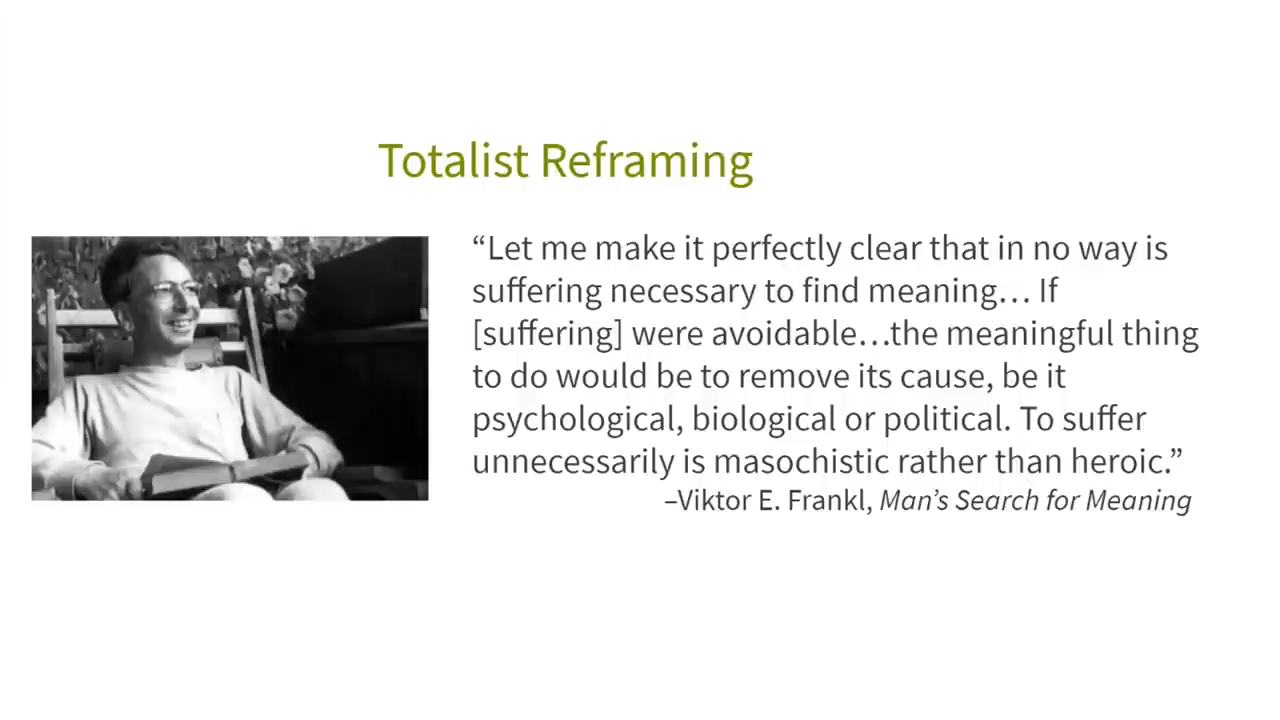 Totalist Reframing
“Let me make it perfectly clear that in no way is
suffering necessary to find meaning… If
[suffering] were avoidable…the meaningful thing
to do would be to remove its cause, be it
psychological, biological or political. To suffer
unnecessarily is masochistic rather than heroic.”
–Viktor E. Frankl, Man’s Search for Meaning